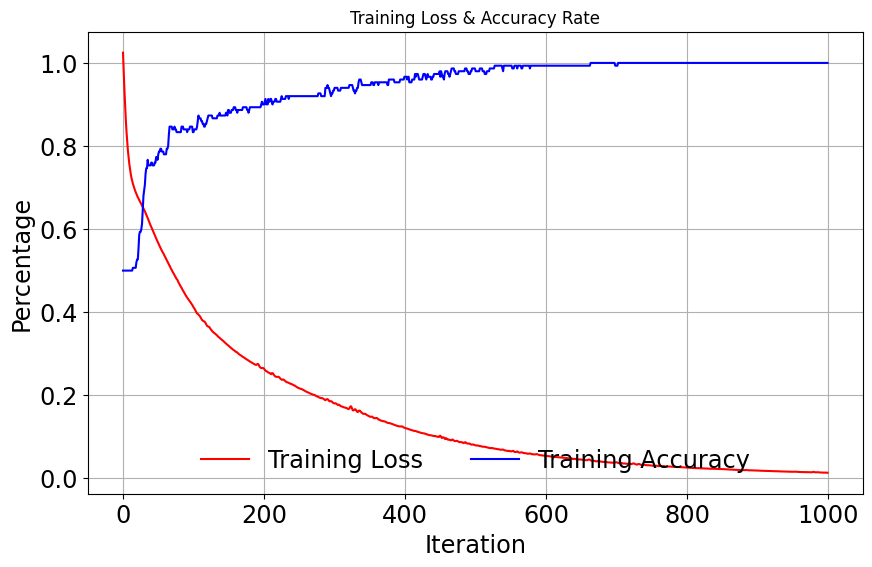 Training Loss & Accuracy Rate
Percentage
1.0
0.8
0.6
0.4
0.2
0.0
Training Loss Training Accuracy
0 200 400 600 800 1000
Iteration